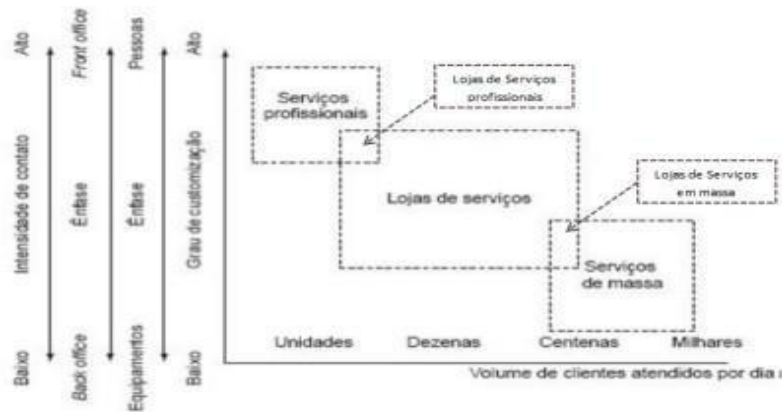 Alto
Front office
Pessoas
Alto
Intensidade de contato
Ênfase
Ênfase
Grau de customização
Baixo
Back office
Equipamentos
Baixo
Serviços
profissionais
Lojas de Serviços
profissionais
Lojas de serviços
Lojas de Serviços
em massa
Serviços
de massa
Unidades Dezenas Centenas Milhares
Volume de clientes atendidos por dia